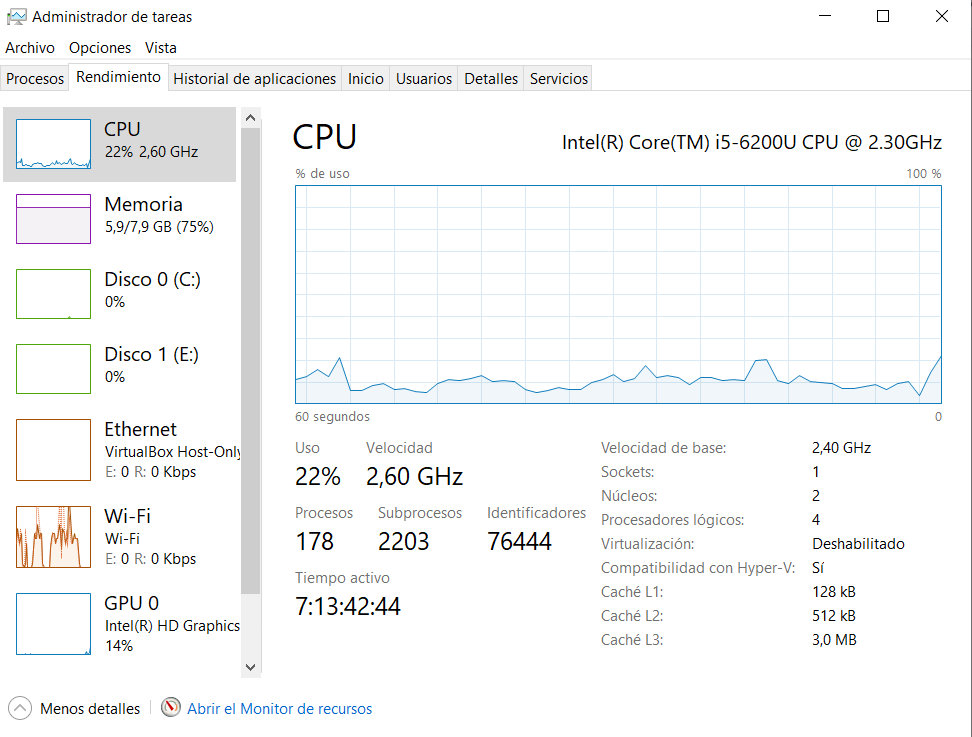 Administrador de tareas
Archivo Opciones Vista
Procesos Rendimiento Historial de aplicaciones Inicio Usuarios Detalles Servicios
CPU
22% 2,60 GHz
Memoria
5,9/7,9 GB (75%)
Disco 0 (C:)
0%
Disco 1 (E:)
0%
Ethernet
VirtualBox Host-Only
E: 0 R: 0 Kbps
Wi-Fi
Wi-Fi
E: 0 R: 0 Kbps
GPU 0
Intel(R) HD Graphics
14%
CPU Intel(R) Core(TM) i5-6200U CPU @ 2.30GHz
% de uso 100 %
60 segundos 0
Uso Velocidad
22% 2,60 GHz
Procesos Subprocesos Identificadores
178 2203 76444
Tiempo activo
7:13:42:44
Velocidad de base: 2,40 GHz
Sockets: 1
Núcleos: 2
Procesadores lógicos: 4
Virtualización: Deshabilitado
Compatibilidad con Hyper-V: Sí
Caché L1: 128 kB
Caché L2: 512 kB
Caché L3: 3,0 MB
Menos detalles Abrir el Monitor de recursos